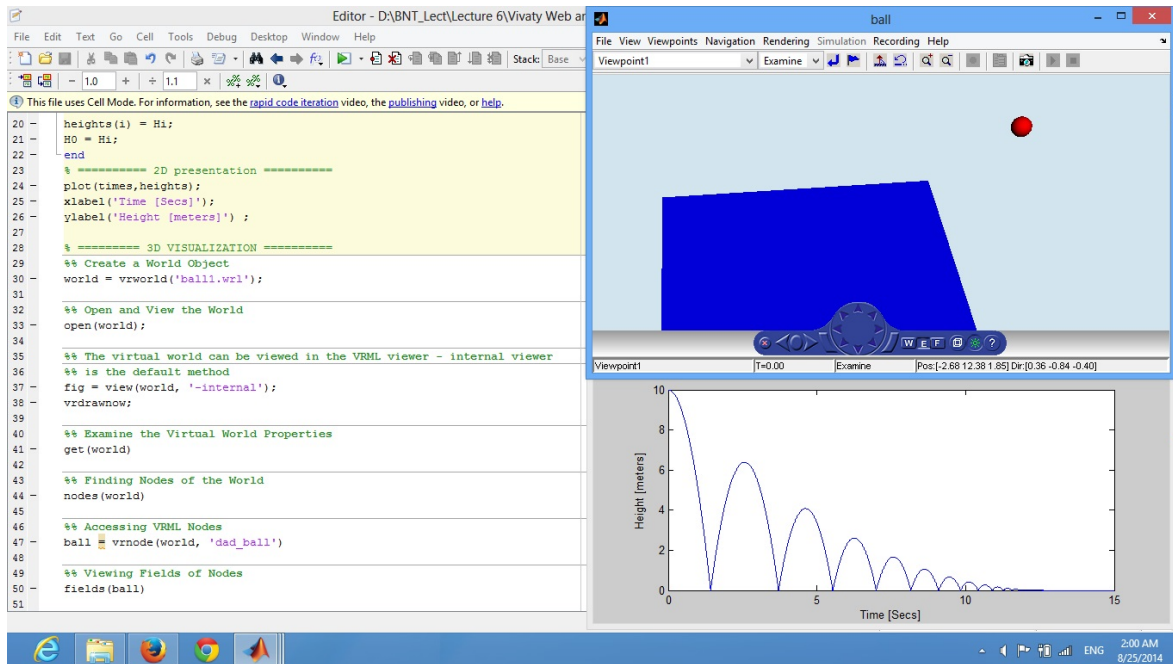 Editor - D:\BNT_Lect\Lecture 6\Vivaty Web ar
File Edit Text Go Cell Tools Debug Desktop Window Help
Stack: Base
- 1.0 + ÷ 1.1 ×
This file uses Cell Mode. For information, see the rapid code iteration video, the publishing video, or help.
20 - heights(i) = Hi;
21 - H0 = Hi;
22 - end
23 % ========== 2D presentation ==========
24 - plot(times,heights);
25 - xlabel('Time [Secs]');
26 - ylabel('Height [meters]') ;
27
28 % ========= 3D VISUALIZATION ==========
29 %% Create a World Object
30 - world = vrworld('ball1.wrl');
31
32 %% Open and View the World
33 - open(world);
34
35 %% The virtual world can be viewed in the VRML viewer - internal viewer
36 %% is the default method
37 - fig = view(world, '-internal');
38 - vrdrawnow;
39
40 %% Examine the Virtual World Properties
41 - get(world)
42
43 %% Finding Nodes of the World
44 - nodes(world)
45
46 %% Accessing VRML Nodes
47 - ball = vrnode(world, 'dad_ball')
48
49 %% Viewing Fields of Nodes
50 - fields(ball)
51
ball
File View Viewpoints Navigation Rendering Simulation Recording Help
Viewpoint1 Examine
W E F ?
Viewpoint1 T=0.00 Examine Pos:[-2.68 12.38 1.85] Dir:[0.36 -0.84 -0.40]
10
8
6
4
2
0
Height [meters]
0 5 10 15
Time [Secs]
ENG
2:00 AM
8/25/2014